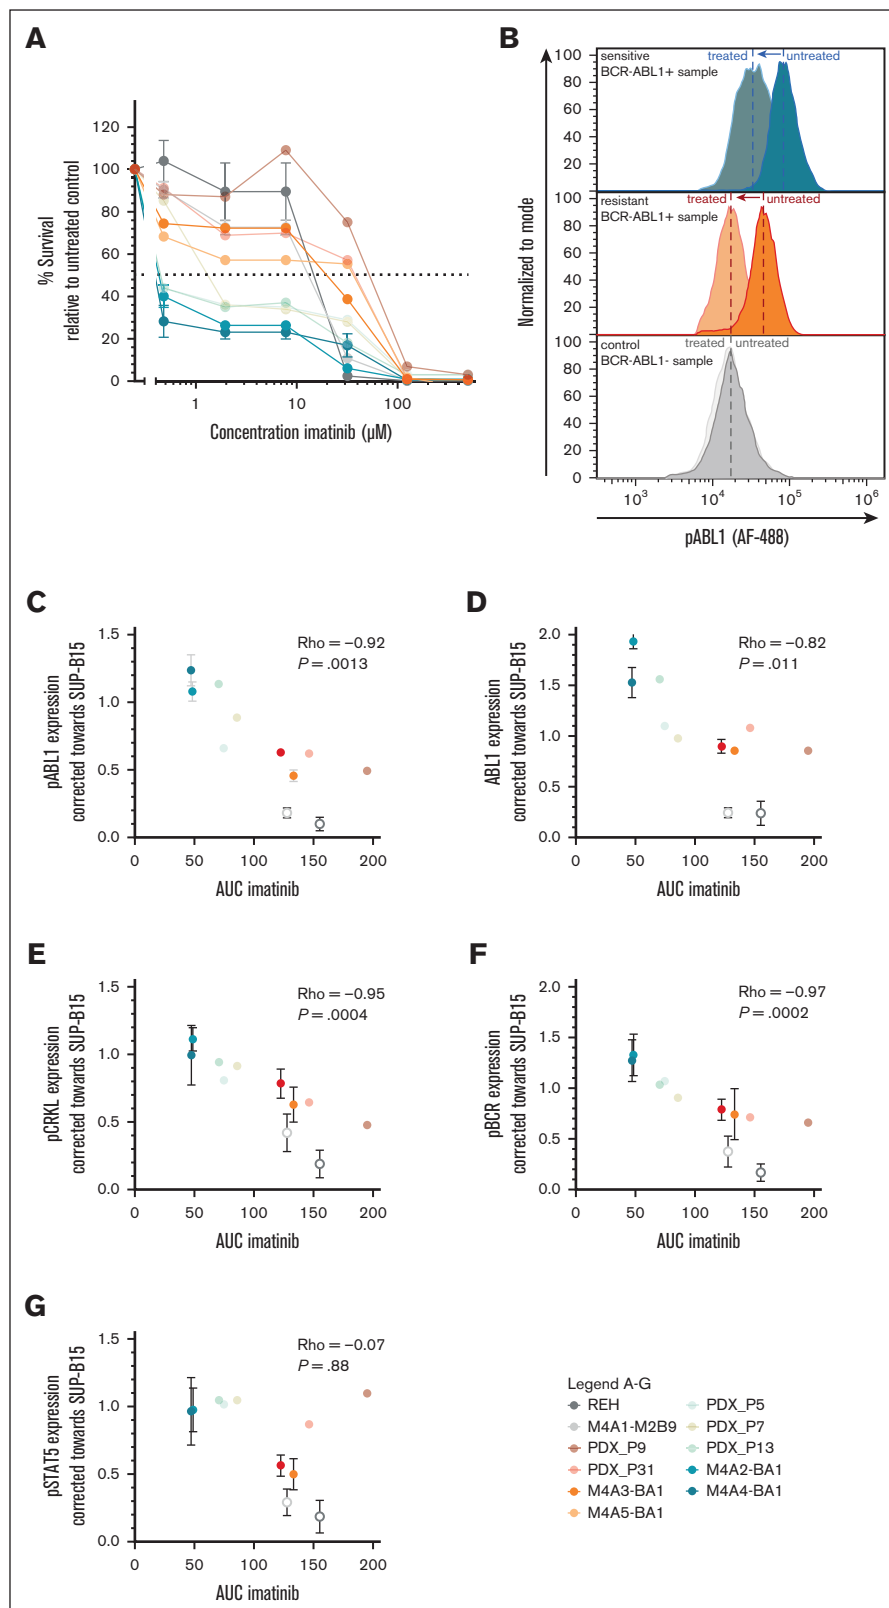 A
% Survival
relative to untreated control
120
100
80
60
40
20
0
1
10
100
Concentration imatinib (µM)
B
Normalized to mode
100
80
60
40
20
sensitive
BCR-ABL1+ sample
treated
untreated
100
80
60
40
20
0
resistant
BCR-ABL1+ sample
treated
untreated
100
80
60
40
20
0
control
BCR-ABL1- sample
treated
untreated
10³
10⁴
10⁵
10⁶
pABL1 (AF-488)
C
pABL1 expression
corrected towards SUP-B15
1.5
1.0
0.5
0.0
0
50
100
150
200
AUC imatinib
Rho = –0.92
P = .0013
D
ABL1 expression
corrected towards SUP-B15
2.0
1.5
1.0
0.5
0.0
0
50
100
150
200
AUC imatinib
Rho = –0.82
P = .011
E
pCRKL expression
corrected towards SUP-B15
1.5
1.0
0.5
0.0
0
50
100
150
200
AUC imatinib
Rho = –0.95
P = .0004
F
pBCR expression
corrected towards SUP-B15
2.0
1.5
1.0
0.5
0.0
0
50
100
150
200
AUC imatinib
Rho = –0.97
P = .0002
G
pSTAT5 expression
corrected towards SUP-B15
1.5
1.0
0.5
0.0
0
50
100
150
200
AUC imatinib
Rho = –0.07
P = .88
Legend A-G
REH
M4A1-M2B9
PDX_P9
PDX_P31
M4A3-BA1
M4A5-BA1
PDX_P5
PDX_P7
PDX_P13
M4A2-BA1
M4A4-BA1